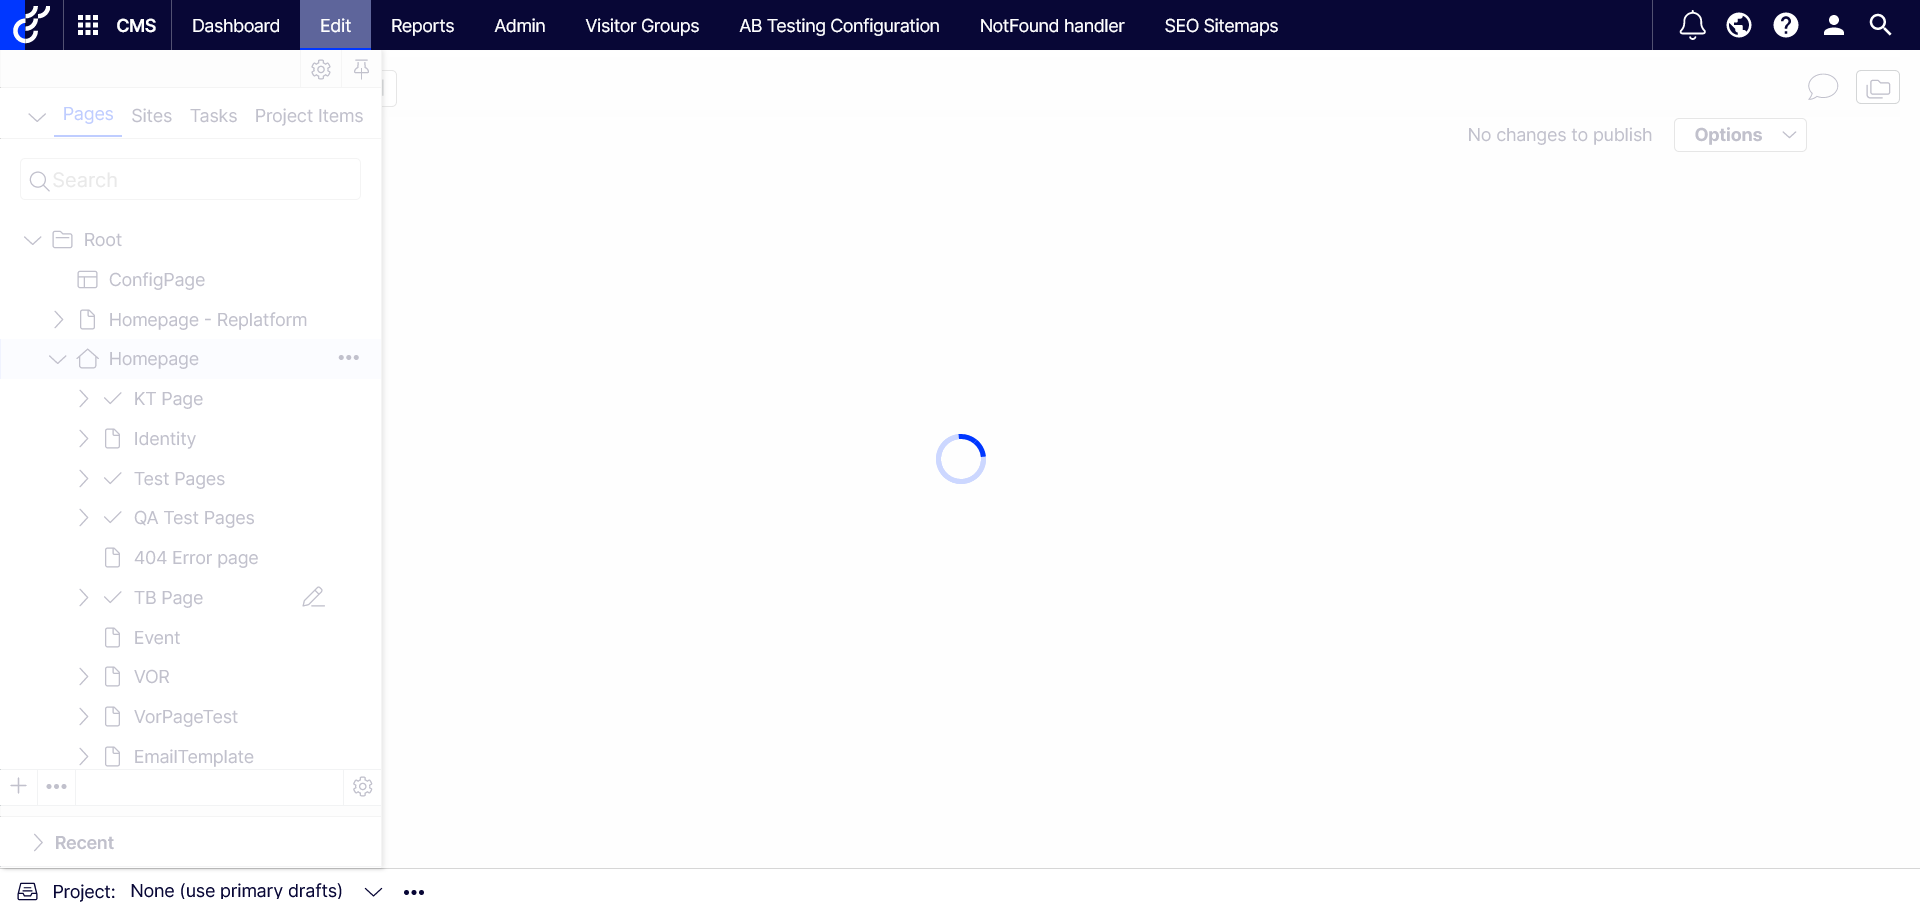 CMS Dashboard Edit Reports Admin Visitor Groups AB Testing Configuration NotFound handler SEO Sitemaps
Pages Sites Tasks Project Items
No changes to publish Options
Search
Root
ConfigPage
Homepage - Replatform
Homepage
KT Page
Identity
Test Pages
QA Test Pages
404 Error page
TB Page
Event
VOR
VorPageTest
EmailTemplate
Recent
Project: None (use primary drafts)